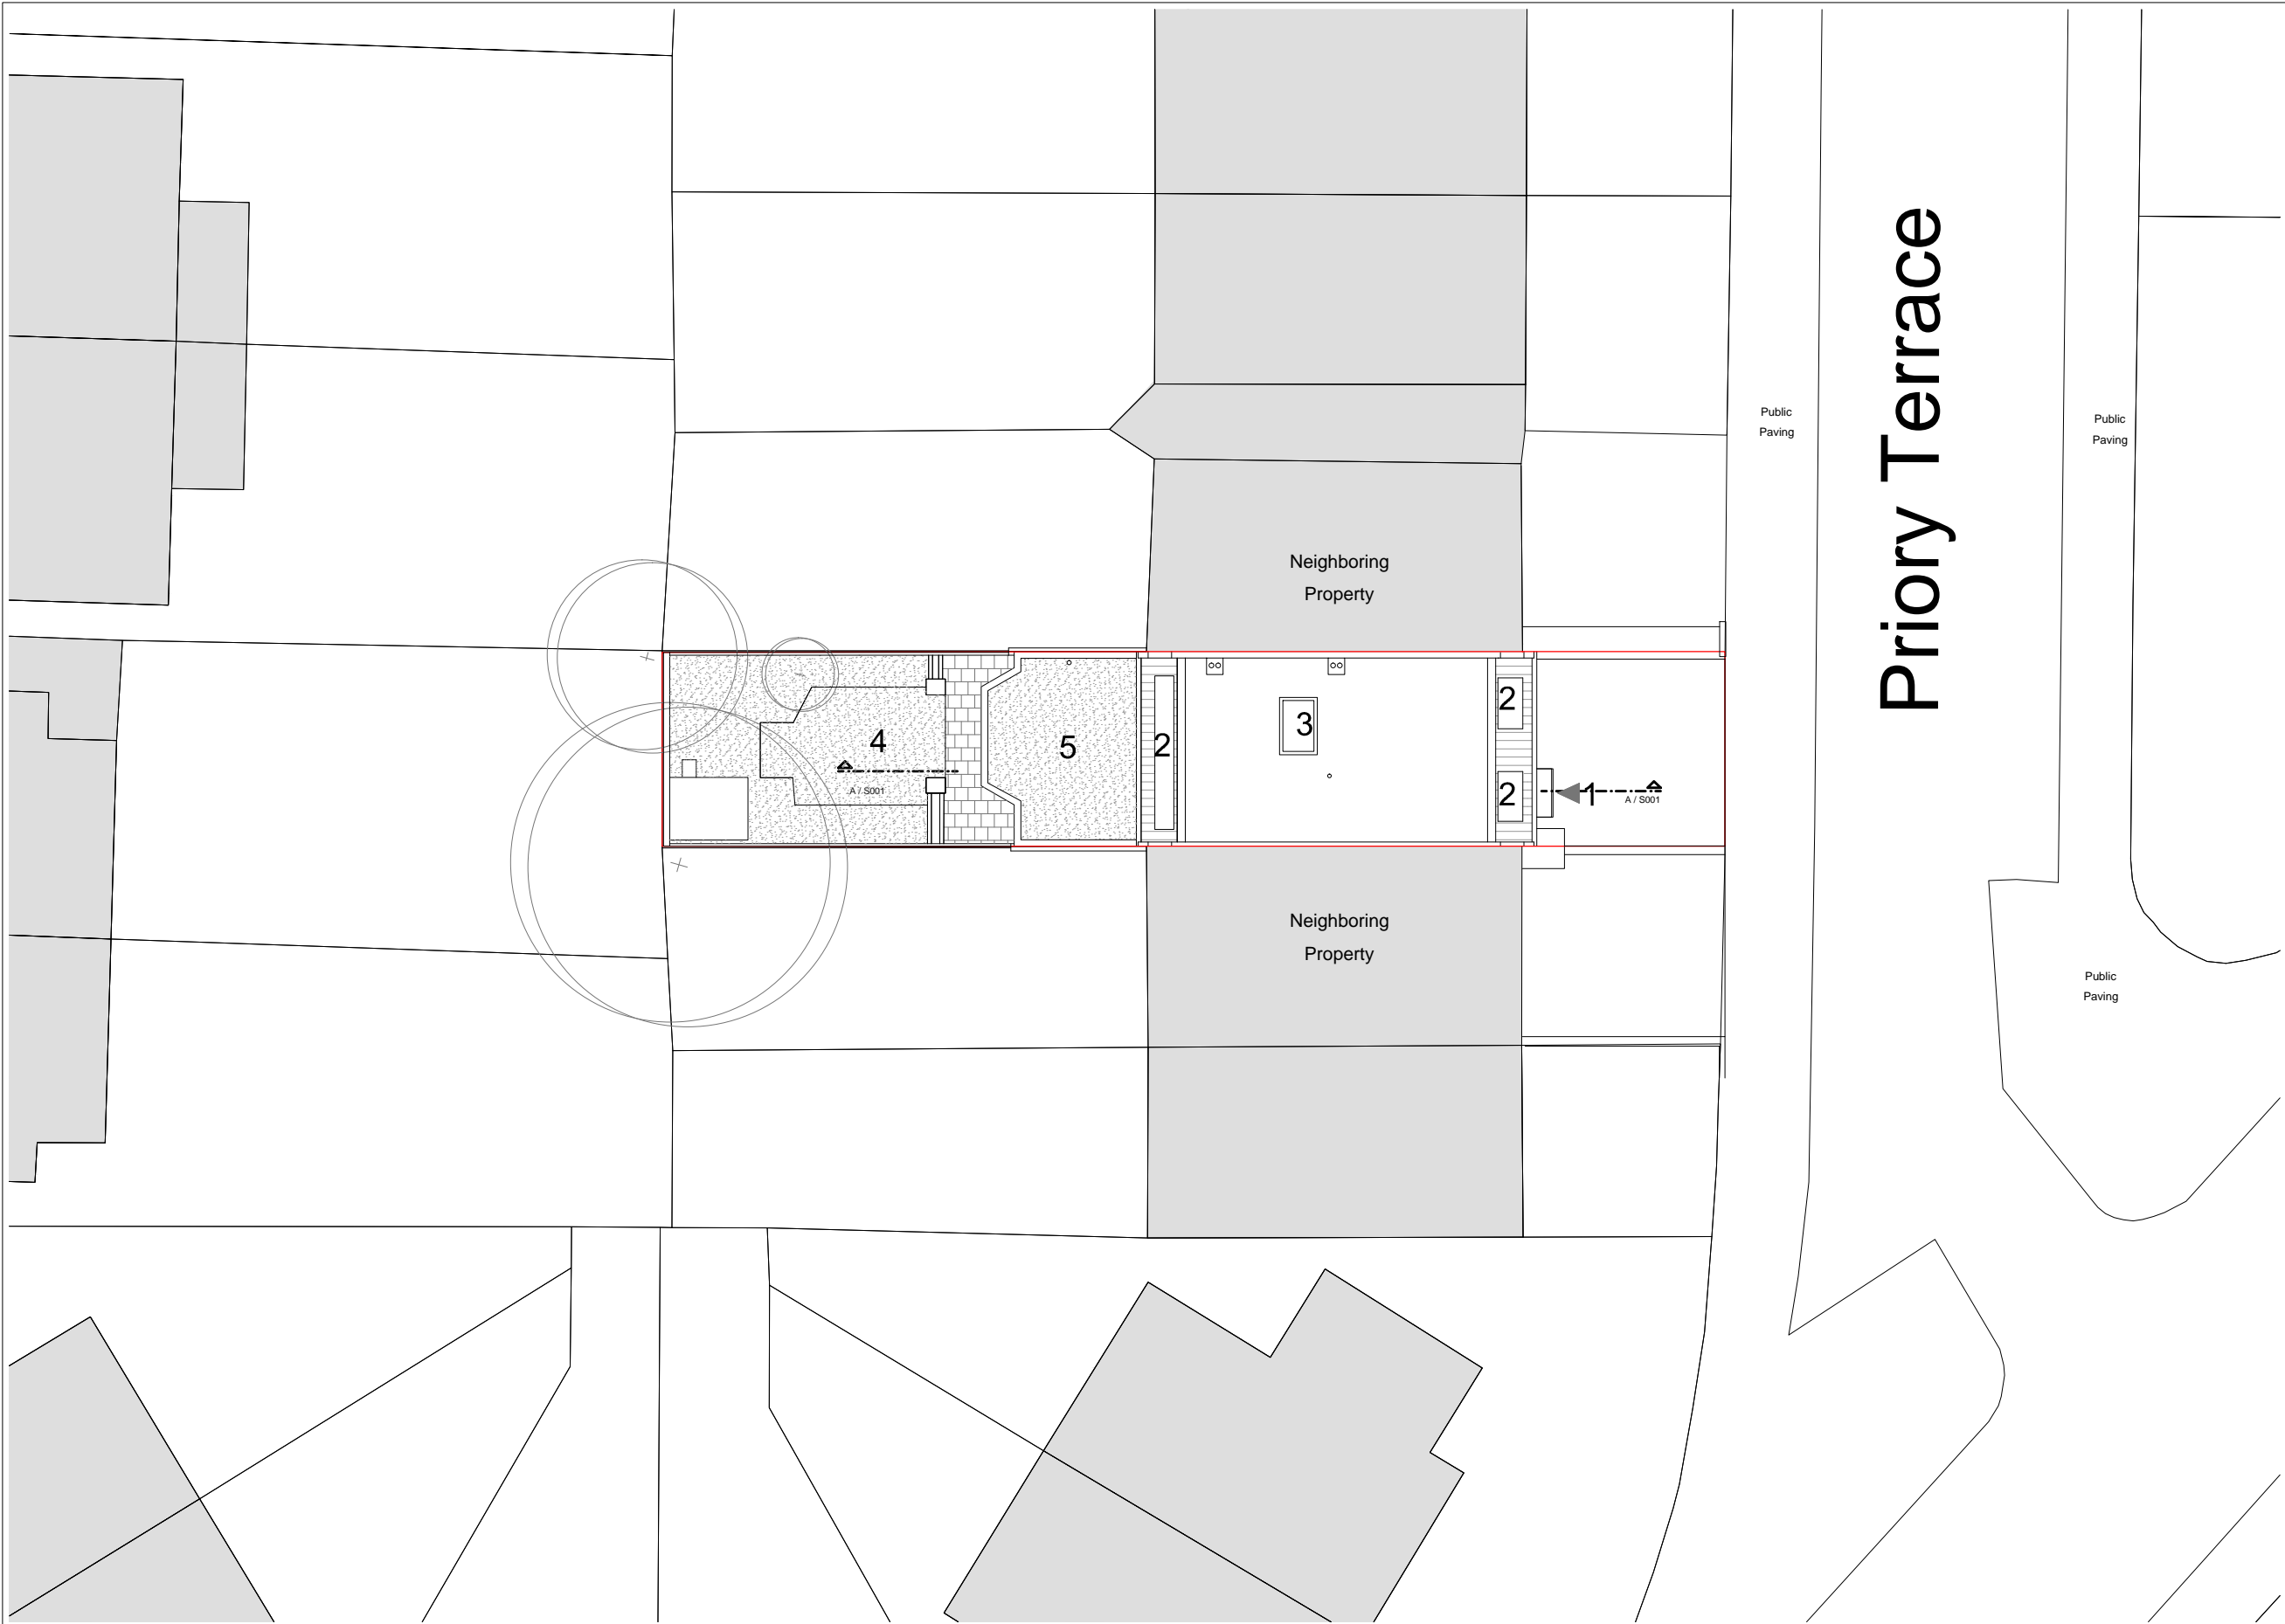 Priory Terrace
Public
Paving
Public
Paving
Neighboring
Property
2
3
4
5
2
2
1
A / S001
A / S001
Neighboring
Property
Public
Paving